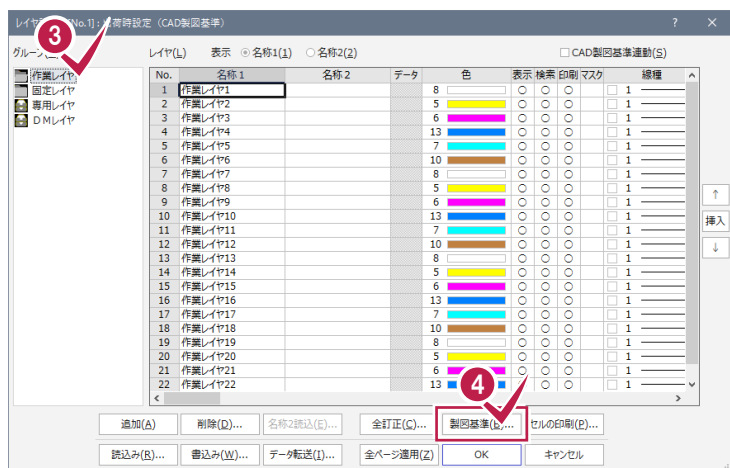 レイヤ [No.1] : 出荷時設定（CAD製図基準） ? ×
3
グループ
レイヤ(L) 表示 名称1(1) 名称2(2) CAD製図基準連動(S)
作業レイヤ
固定レイヤ
専用レイヤ
ＤＭレイヤ
No. 名称 1 名称 2 データ 色 表示 検索 印刷 マスク 線種
1 作業レイヤ1 8 ○ ○ ○ 1
2 作業レイヤ2 5 ○ ○ ○ 1
3 作業レイヤ3 6 ○ ○ ○ 1
4 作業レイヤ4 13 ○ ○ ○ 1
5 作業レイヤ5 7 ○ ○ ○ 1
6 作業レイヤ6 10 ○ ○ ○ 1
7 作業レイヤ7 8 ○ ○ ○ 1
8 作業レイヤ8 5 ○ ○ ○ 1
9 作業レイヤ9 6 ○ ○ ○ 1
10 作業レイヤ10 13 ○ ○ ○ 1
11 作業レイヤ11 7 ○ ○ ○ 1
12 作業レイヤ12 10 ○ ○ ○ 1
13 作業レイヤ13 8 ○ ○ ○ 1
14 作業レイヤ14 5 ○ ○ ○ 1
15 作業レイヤ15 6 ○ ○ ○ 1
16 作業レイヤ16 13 ○ ○ ○ 1
17 作業レイヤ17 7 ○ ○ ○ 1
18 作業レイヤ18 10 ○ ○ ○ 1
19 作業レイヤ19 8 ○ ○ ○ 1
20 作業レイヤ20 5 ○ ○ ○ 1
21 作業レイヤ21 6 ○ ○ ○ 1
22 作業レイヤ22 13 ○ ○ ○ 1
↑
挿入
↓
4
追加(A) 削除(D)... 名称2読込(E)... 全訂正(C)... 製図基準(B)... セルの印刷(P)...
読込み(R)... 書込み(W)... データ転送(I)... 全ページ適用(Z) OK キャンセル